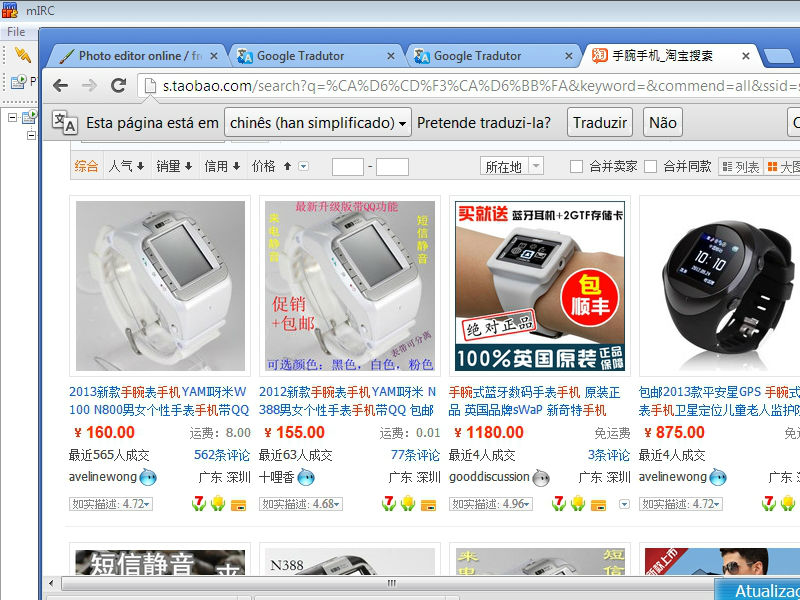 mIRC
File
Photo editor online / fr
Google Tradutor
Google Tradutor
手腕手机_淘宝搜索
s.taobao.com/search?q=%CA%D6%CD%F3%CA%D6%BB%FA&keyword=&commend=all&ssid=s
Esta página está em
chinês (han simplificado)
Pretende traduzi-la?
Traduzir
Não
综合 人气 销量 信用 价格 - 所在地 合并卖家 合并同款 列表 大图
最新升级版带QQ功能
来电静音
短信静音
促销
+包邮
表带可分离
可选颜色：黑色，白色，粉色
买就送 蓝牙耳机+2GTF存储卡
包
顺丰
绝对正品
100%英国原装 正品保障
10:10
2013新款手腕表手机YAMI呀米W
100 N800男女个性手表手机带QQ
¥ 160.00 运费：8.00
最近565人成交 562条评论
avelinewong 广东 深圳
如实描述: 4.72
2012新款手腕表手机YAMI呀米 N
388男女个性手表手机带QQ 包邮
¥ 155.00 运费：0.01
最近63人成交 77条评论
十哩香 广东 深圳
如实描述: 4.68
手腕式蓝牙数码手表手机 原装正
品 英国品牌sWaP 新奇特手机
¥ 1180.00 免运费
最近4人成交 3条评论
gooddiscussion 广东 深圳
如实描述: 4.96
包邮2013款平安星GPS 手腕式
表手机卫星定位儿童老人监护防
¥ 875.00 免
最近4人成交
avelinewong 广东
如实描述: 4.72
短信静音 来
N388
来电 短信
新款上市
Atualizaç